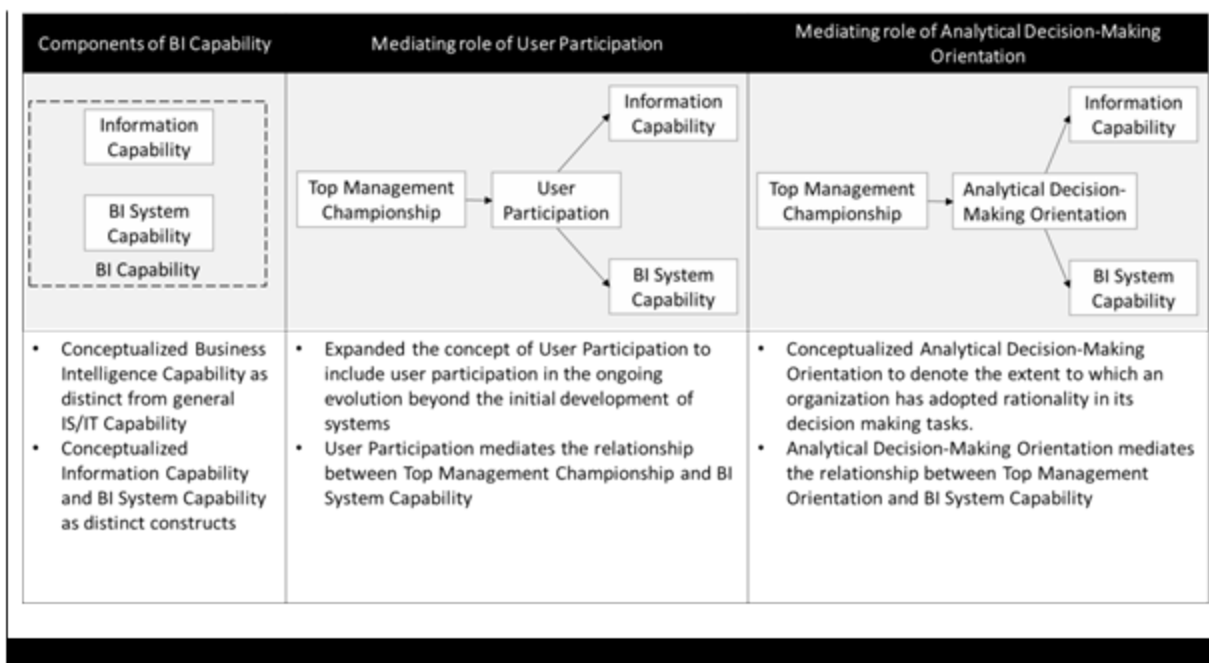 Components of BI Capability
Mediating role of User Participation
Mediating role of Analytical Decision-Making
Orientation
Information
Capability
BI System
Capability
BI Capability
Top Management
Championship
User
Participation
Information
Capability
BI System
Capability
Top Management
Championship
Analytical Decision-
Making Orientation
Information
Capability
BI System
Capability
• Conceptualized Business
Intelligence Capability as
distinct from general
IS/IT Capability
• Conceptualized
Information Capability
and BI System Capability
as distinct constructs
• Expanded the concept of User Participation to
include user participation in the ongoing
evolution beyond the initial development of
systems
• User Participation mediates the relationship
between Top Management Championship and BI
System Capability
• Conceptualized Analytical Decision-Making
Orientation to denote the extent to which an
organization has adopted rationality in its
decision making tasks.
• Analytical Decision-Making Orientation mediates
the relationship between Top Management
Orientation and BI System Capability